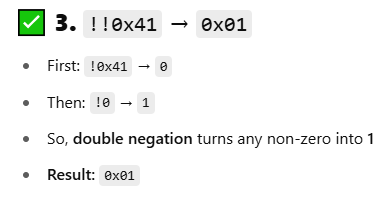 ✅ 3. !!0x41 → 0x01
• First: !0x41 → 0
• Then: !0 → 1
• So, double negation turns any non-zero into 1
• Result: 0x01